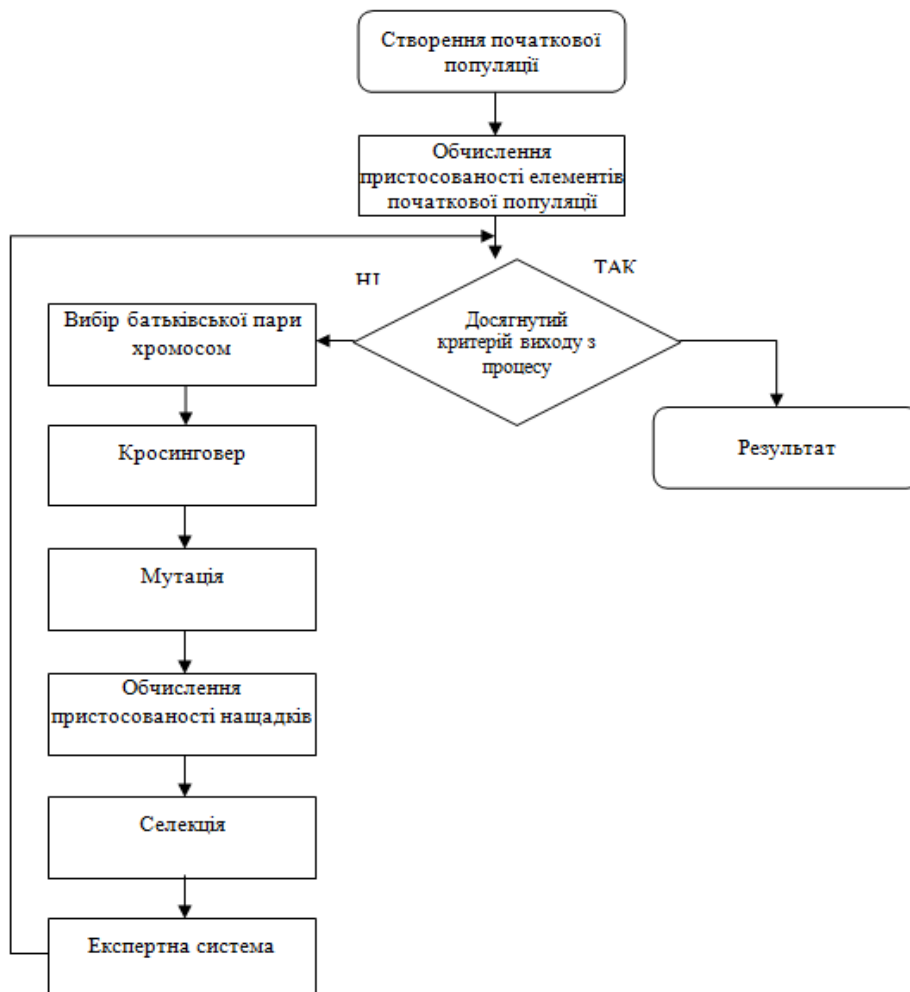 Створення початкової
популяції
Обчислення
пристосованості елементів
початкової популяції
НІ
ТАК
Вибір батьківської пари
хромосом
Досягнутий
критерій виходу з
процесу
Кросинговер
Результат
Мутація
Обчислення
пристосованості нащадків
Селекція
Експертна система